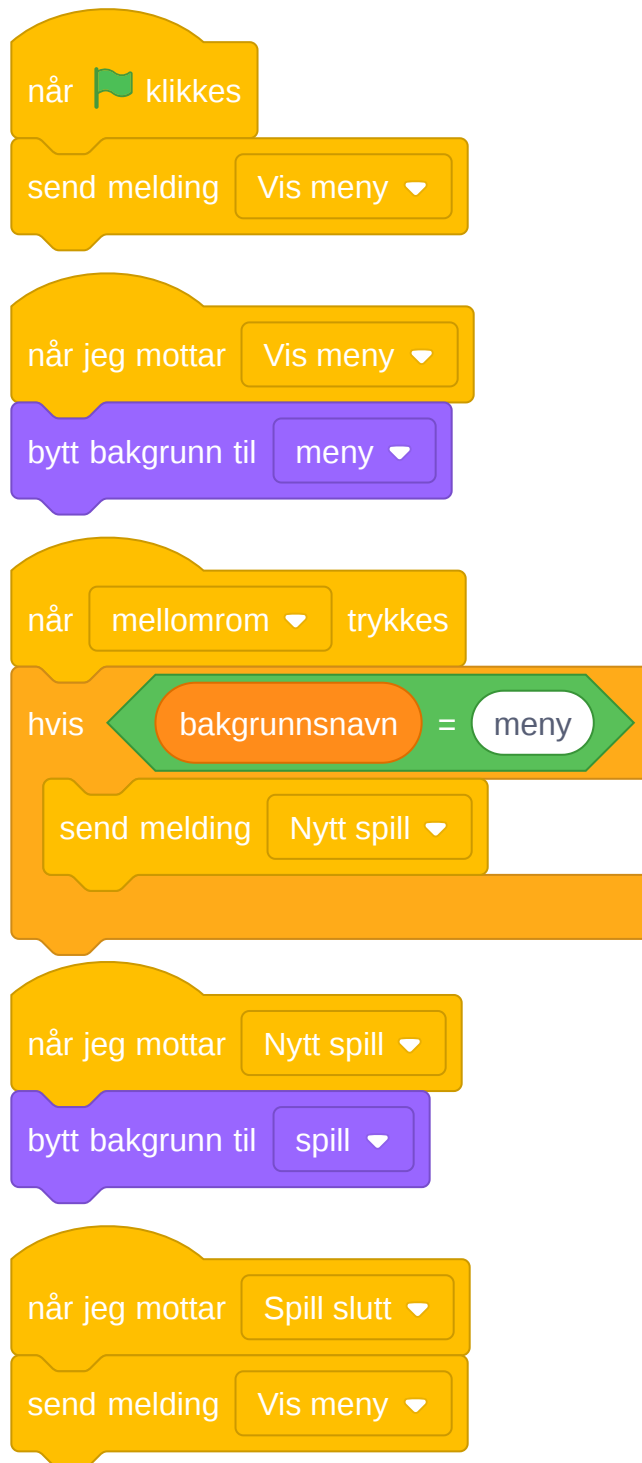 når klikkes
send melding Vis meny
når jeg mottar Vis meny
bytt bakgrunn til meny
når mellomrom trykkes
hvis bakgrunnsnavn = meny
send melding Nytt spill
når jeg mottar Nytt spill
bytt bakgrunn til spill
når jeg mottar Spill slutt
send melding Vis meny